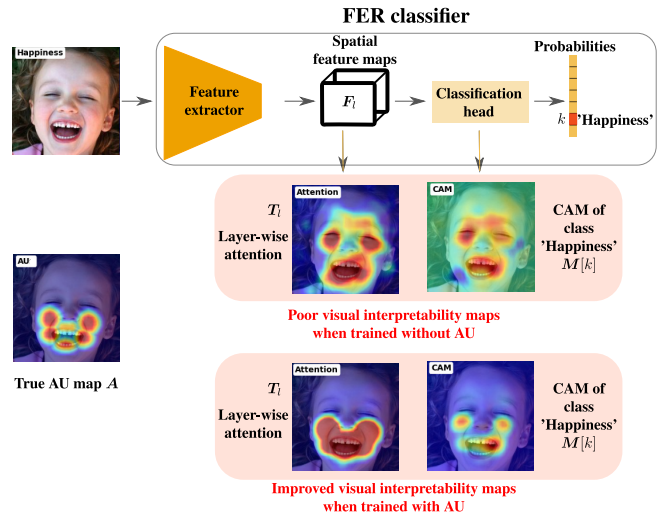 FER classifier
Happiness
Feature
extractor
Spatial
feature maps
F_l
Classification
head
Probabilities
k 'Happiness'
T_l
Layer-wise
attention
Attention
CAM
CAM of
class
'Happiness'
M[k]
Poor visual interpretability maps
when trained without AU
AU
True AU map A
T_l
Layer-wise
attention
Attention
CAM
CAM of
class
'Happiness'
M[k]
Improved visual interpretability maps
when trained with AU